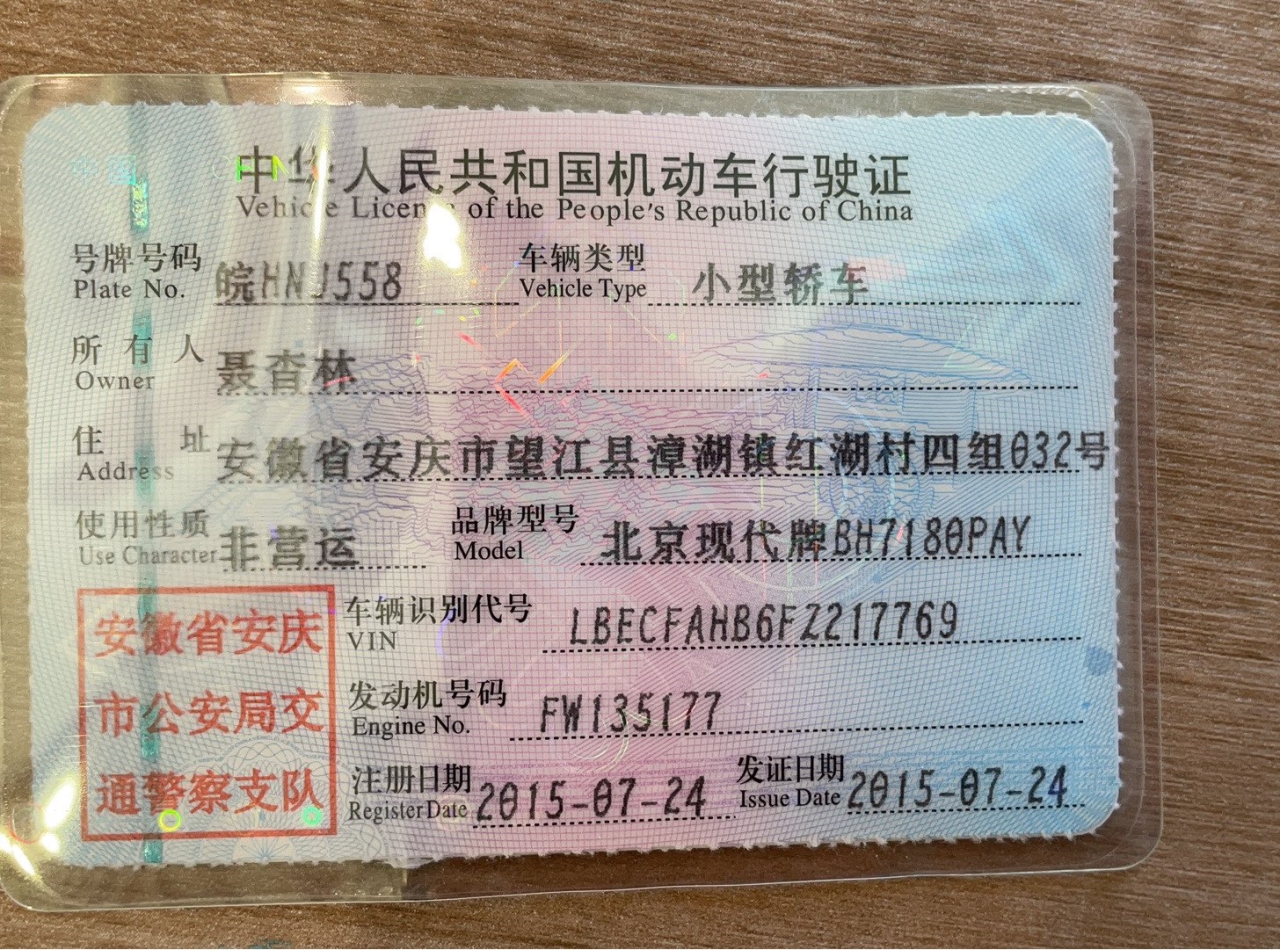 中华人民共和国机动车行驶证
Vehicle License of the People's Republic of China
号牌号码 皖HNJ558 车辆类型 小型轿车
Plate No. Vehicle Type
所有人 聂杳林
Owner
住址 安徽省安庆市望江县漳湖镇红湖村四组032号
Address
使用性质 非营运 品牌型号 北京现代牌BH7180PAY
Use Character Model
安徽省安庆
市公安局交
通警察支队
车辆识别代号 LBECFAHB6FZ217769
VIN
发动机号码 FW135177
Engine No.
注册日期 2015-07-24 发证日期 2015-07-24
Register Date Issue Date